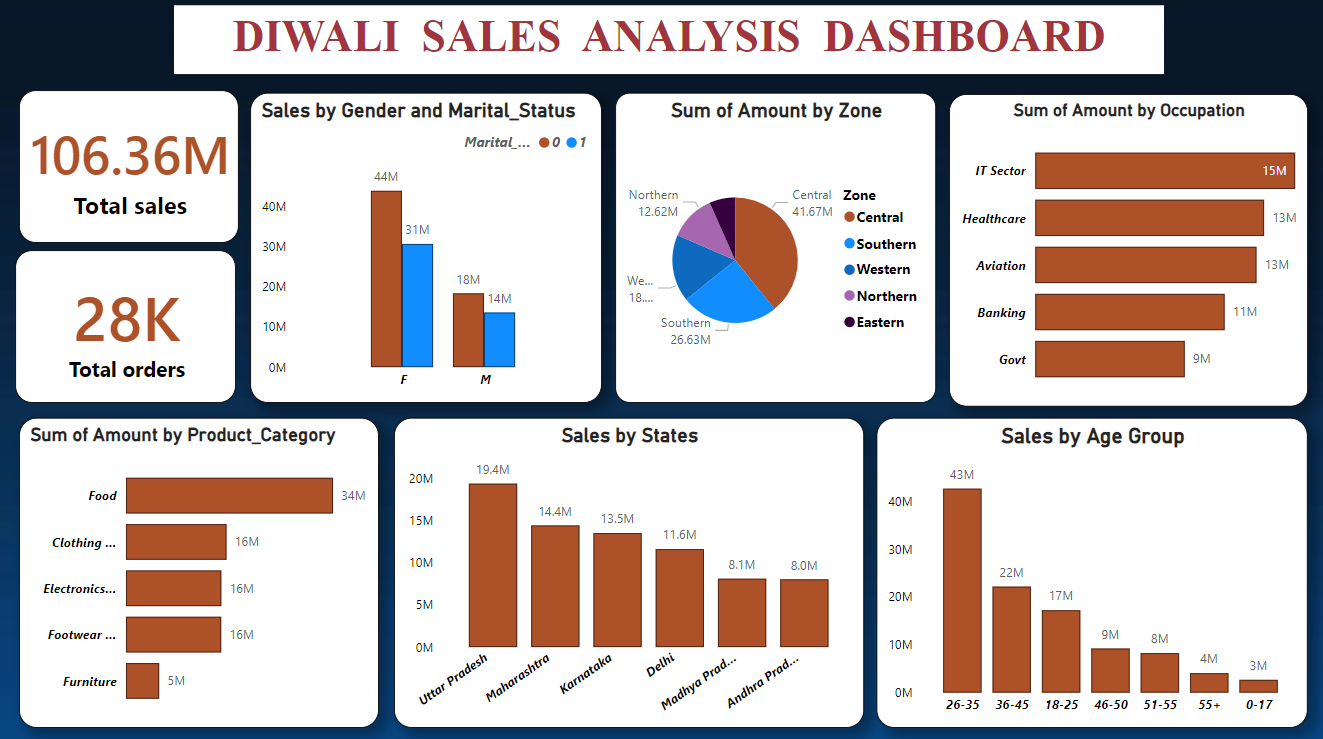 DIWALI SALES ANALYSIS DASHBOARD
106.36M
Total sales
28K
Total orders
Sales by Gender and Marital_Status
Marital_... 0 1
44M
31M
18M
14M
40M
30M
20M
10M
0M
F M
Sum of Amount by Zone
Northern
12.62M
Central
41.67M
We...
18....
Southern
26.63M
Zone
Central
Southern
Western
Northern
Eastern
Sum of Amount by Occupation
IT Sector 15M
Healthcare 13M
Aviation 13M
Banking 11M
Govt 9M
Sum of Amount by Product_Category
Food 34M
Clothing ... 16M
Electronics... 16M
Footwear ... 16M
Furniture 5M
Sales by States
20M
15M
10M
5M
0M
19.4M
14.4M
13.5M
11.6M
8.1M
8.0M
Uttar Pradesh
Maharashtra
Karnataka
Delhi
Madhya Prad...
Andhra Prad...
Sales by Age Group
40M
30M
20M
10M
0M
43M
22M
17M
9M
8M
4M
3M
26-35 36-45 18-25 46-50 51-55 55+ 0-17